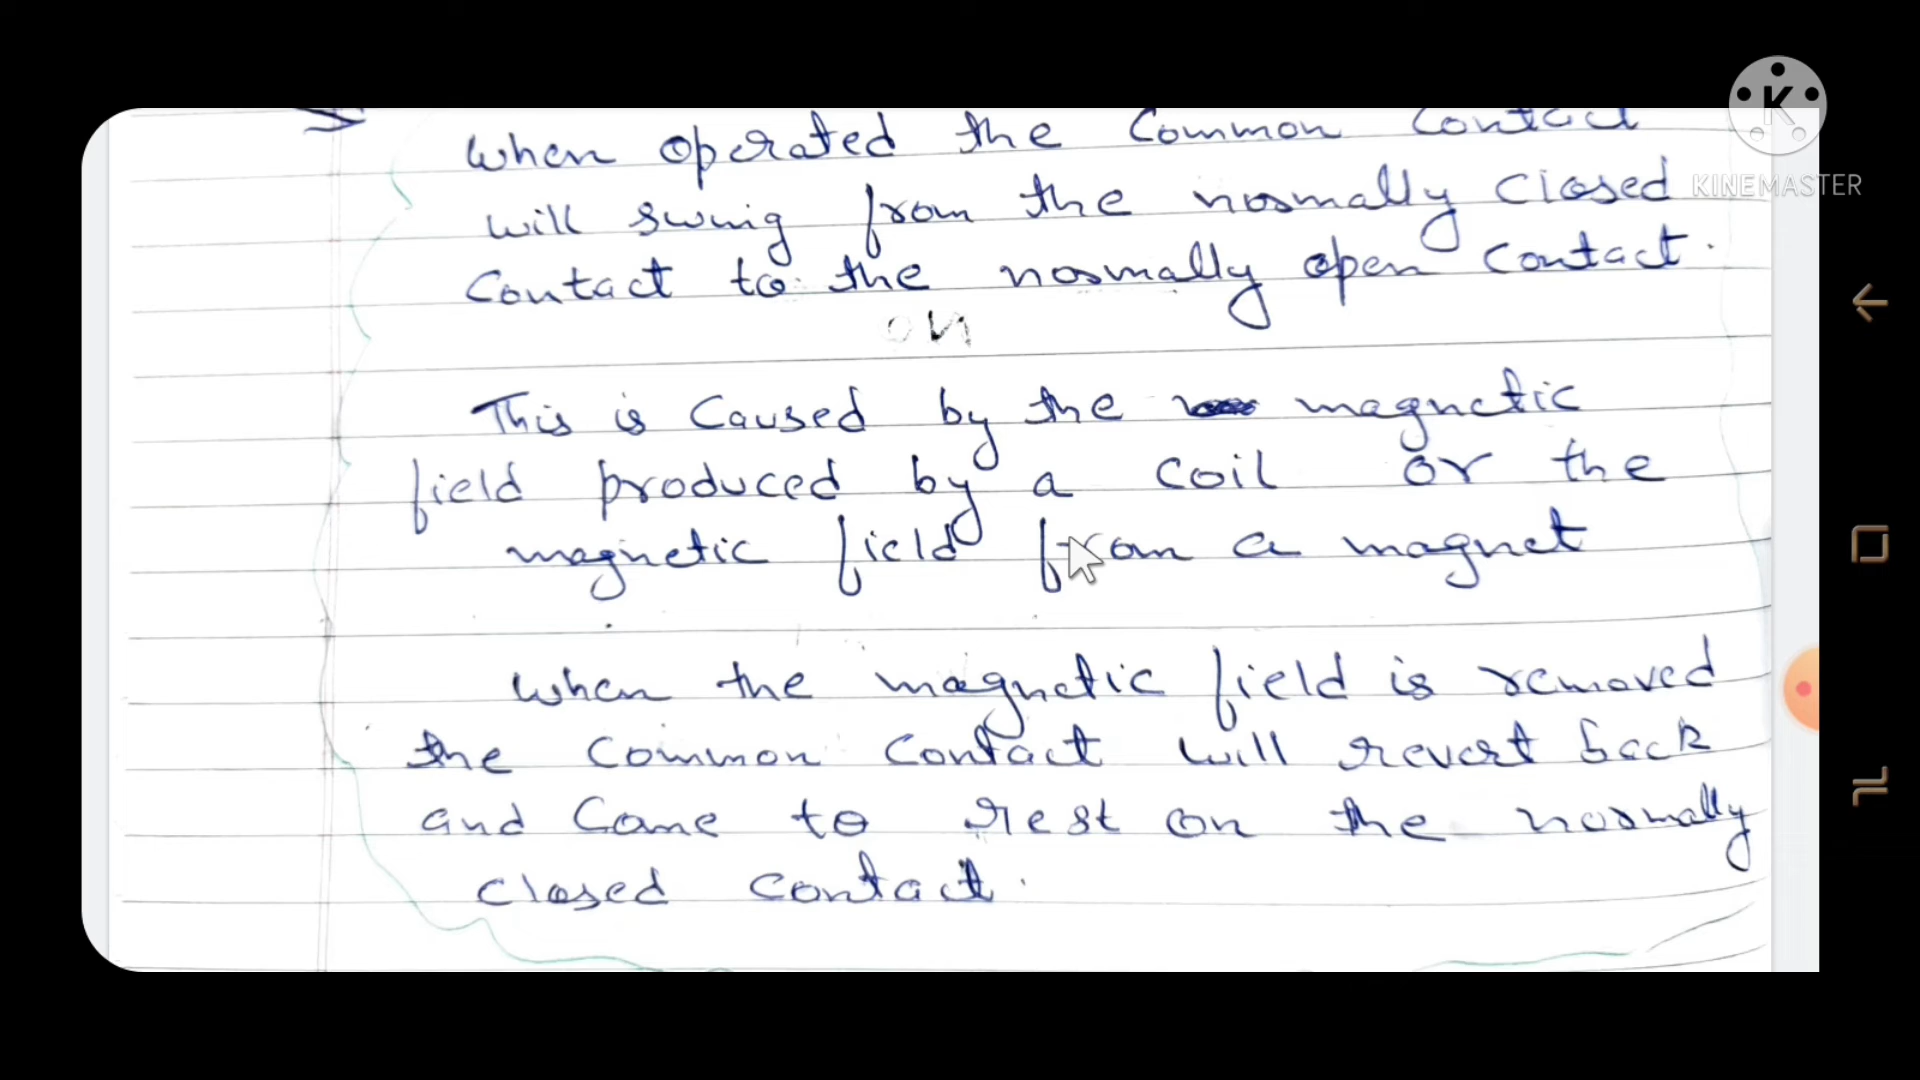 When operated the Common Contact
will swing from the normally closed
Contact to the normally open contact.
ON
This is Caused by the magnetic
field produced by a coil or the
magnetic field from a magnet
when the magnetic field is removed
the common contact will revert back
and Come to rest on the normally
closed contact.
K
KINEMASTER